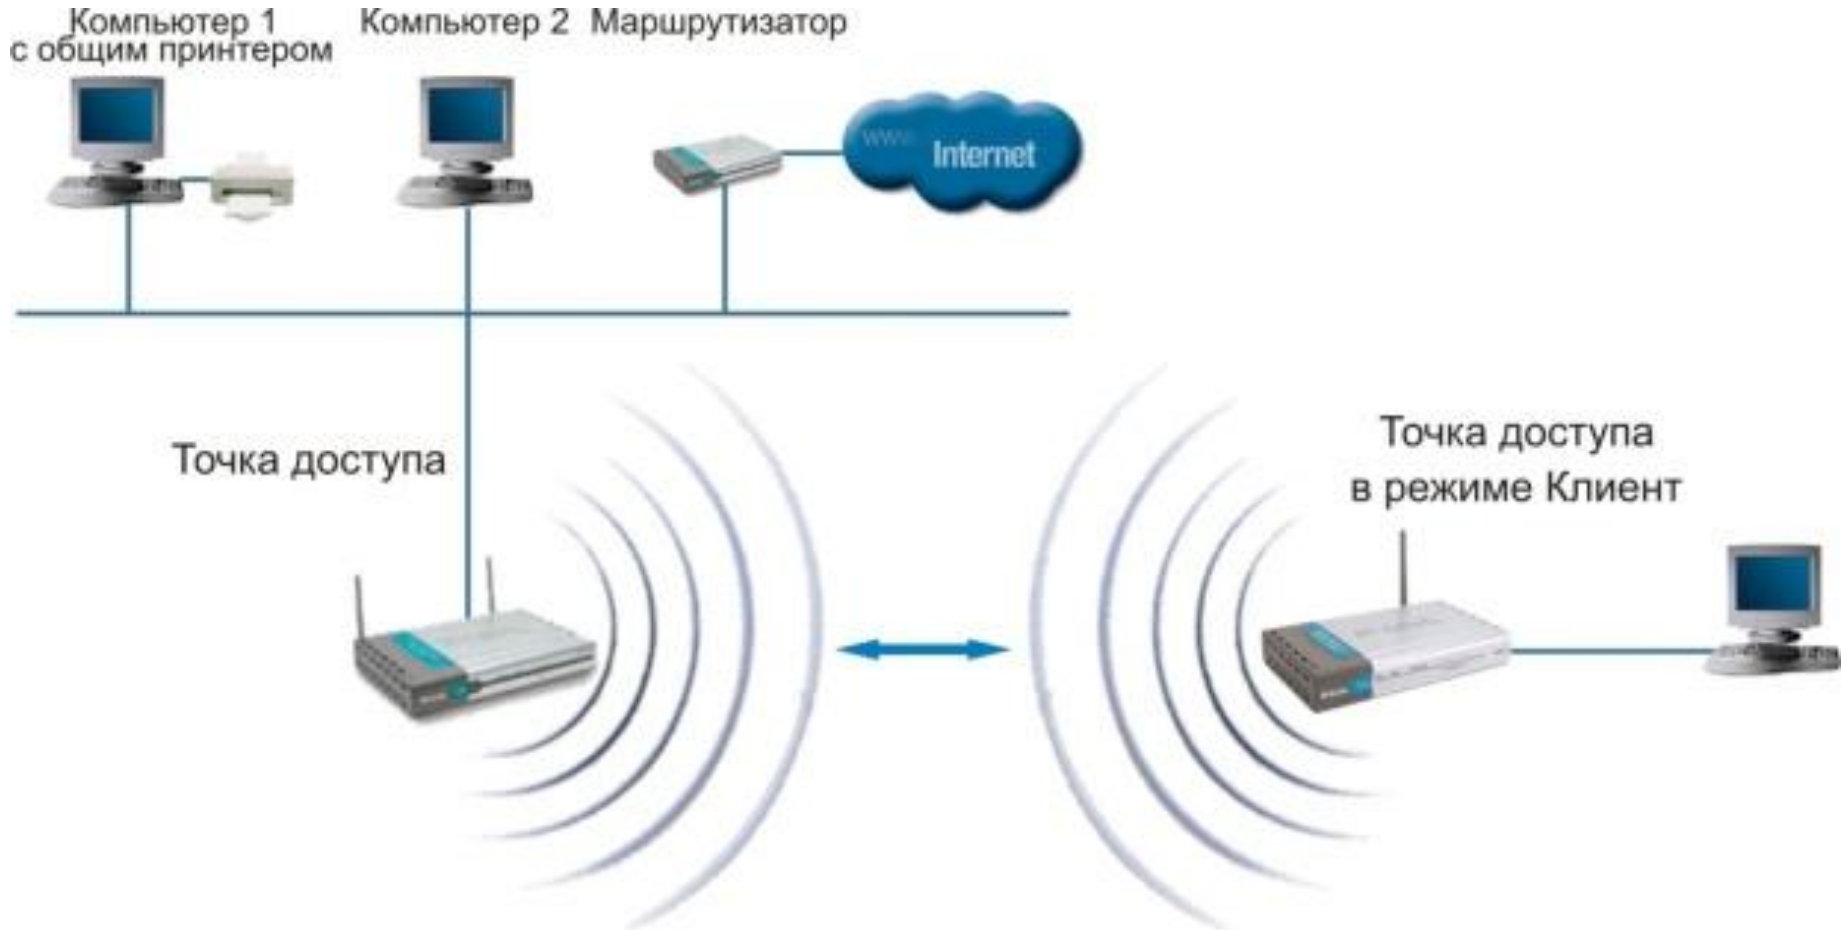 Компьютер 1
с общим принтером
Компьютер 2
Маршрутизатор
www.
Internet
Точка доступа
Точка доступа
в режиме Клиент